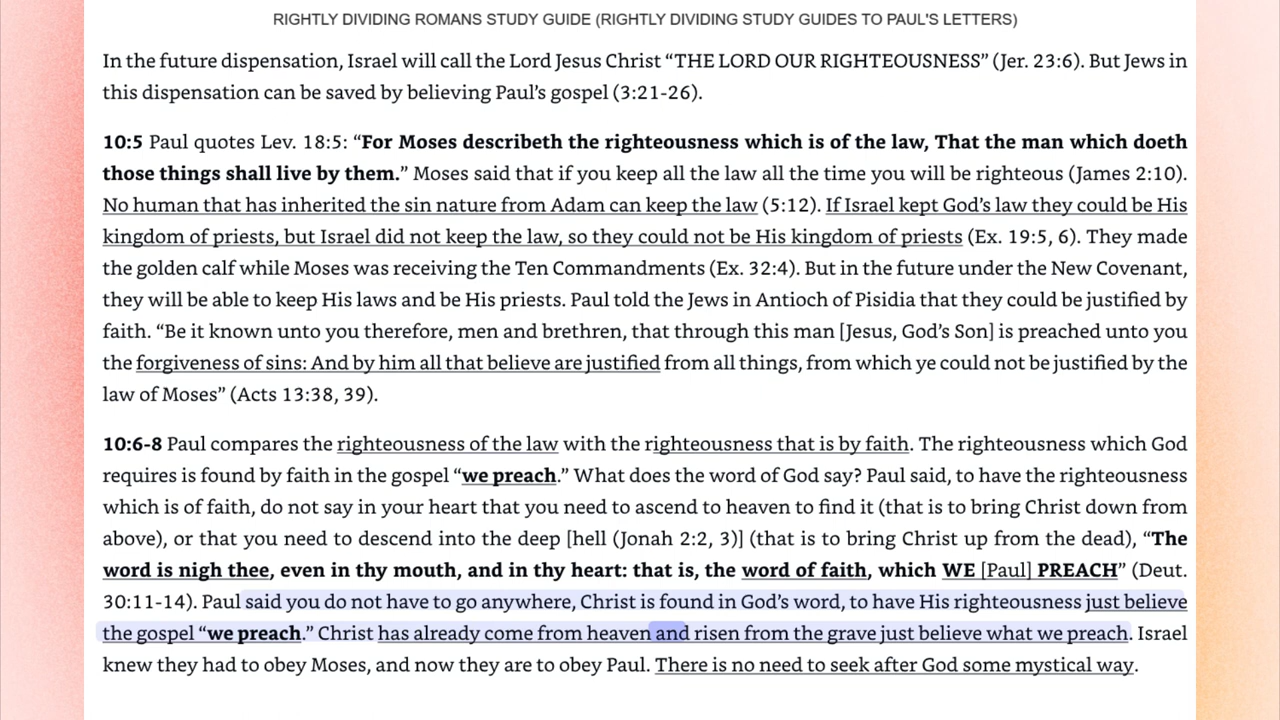 RIGHTLY DIVIDING ROMANS STUDY GUIDE (RIGHTLY DIVIDING STUDY GUIDES TO PAUL'S LETTERS)
In the future dispensation, Israel will call the Lord Jesus Christ “THE LORD OUR RIGHTEOUSNESS” (Jer. 23:6). But Jews in
this dispensation can be saved by believing Paul’s gospel (3:21-26).
10:5 Paul quotes Lev. 18:5: “For Moses describeth the righteousness which is of the law, That the man which doeth
those things shall live by them.” Moses said that if you keep all the law all the time you will be righteous (James 2:10).
No human that has inherited the sin nature from Adam can keep the law (5:12). If Israel kept God’s law they could be His
kingdom of priests, but Israel did not keep the law, so they could not be His kingdom of priests (Ex. 19:5, 6). They made
the golden calf while Moses was receiving the Ten Commandments (Ex. 32:4). But in the future under the New Covenant,
they will be able to keep His laws and be His priests. Paul told the Jews in Antioch of Pisidia that they could be justified by
faith. “Be it known unto you therefore, men and brethren, that through this man [Jesus, God’s Son] is preached unto you
the forgiveness of sins: And by him all that believe are justified from all things, from which ye could not be justified by the
law of Moses” (Acts 13:38, 39).
10:6-8 Paul compares the righteousness of the law with the righteousness that is by faith. The righteousness which God
requires is found by faith in the gospel “we preach.” What does the word of God say? Paul said, to have the righteousness
which is of faith, do not say in your heart that you need to ascend to heaven to find it (that is to bring Christ down from
above), or that you need to descend into the deep [hell (Jonah 2:2, 3)] (that is to bring Christ up from the dead), “The
word is nigh thee, even in thy mouth, and in thy heart: that is, the word of faith, which WE [Paul] PREACH” (Deut.
30:11-14). Paul said you do not have to go anywhere, Christ is found in God’s word, to have His righteousness just believe
the gospel “we preach.” Christ has already come from heaven and risen from the grave just believe what we preach. Israel
knew they had to obey Moses, and now they are to obey Paul. There is no need to seek after God some mystical way.